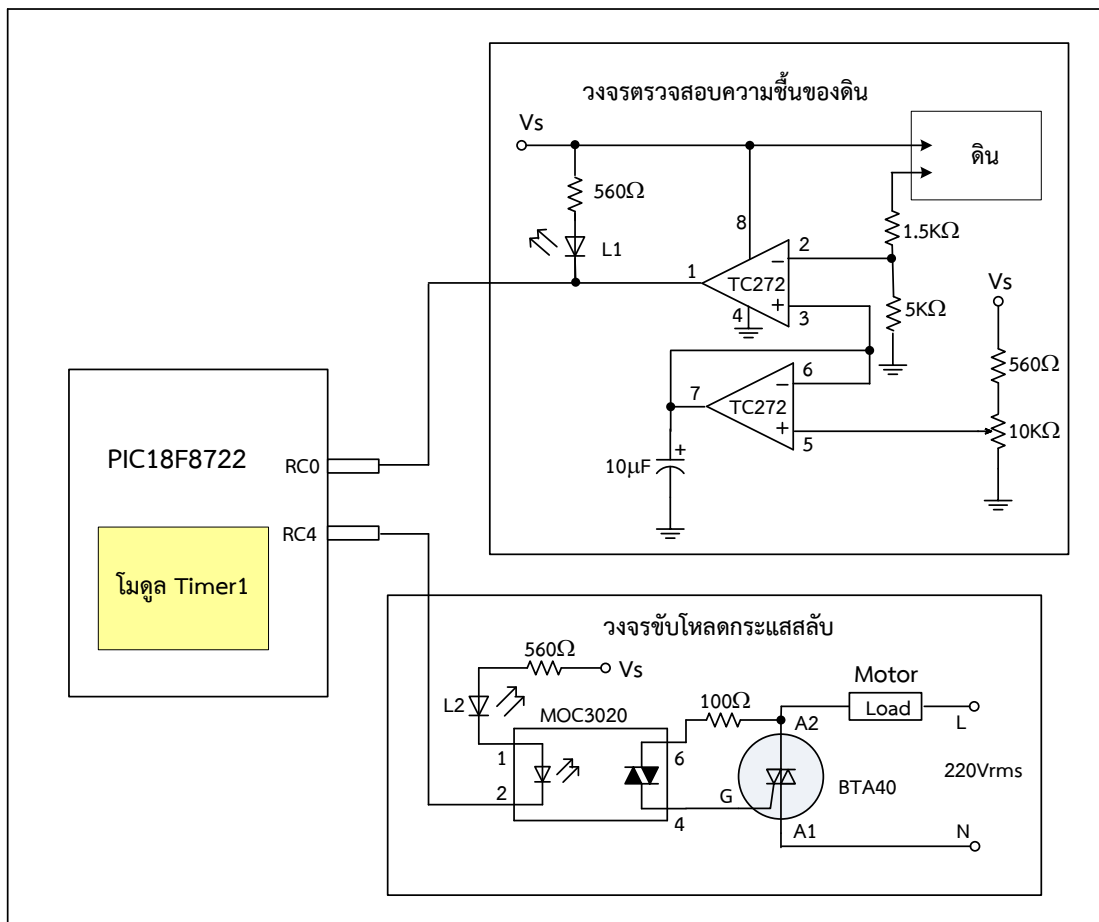 วงจรตรวจสอบความชื้นของดิน
Vs
ดิน
560Ω
L1
8
1.5KΩ
2
1
TC272
−
+
4
3
5KΩ
Vs
6
560Ω
7
TC272
−
+
5
10KΩ
+
10μF
PIC18F8722
RC0
RC4
โมดูล Timer1
วงจรขับโหลดกระแสสลับ
560Ω
Vs
Motor
L2
100Ω
Load
MOC3020
A2
L
1
6
220Vrms
2
G
BTA40
4
A1
N